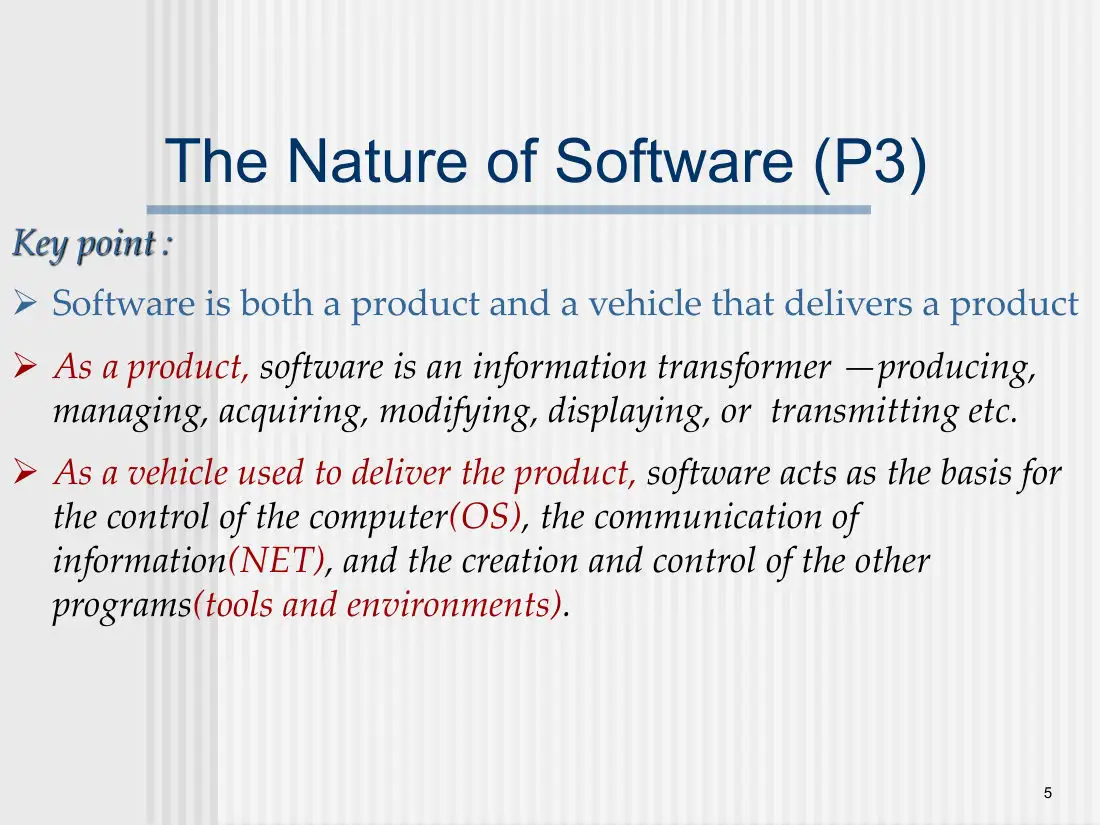 The Nature of Software (P3)
Key point :
➢ Software is both a product and a vehicle that delivers a product
➢ As a product, software is an information transformer —producing,
managing, acquiring, modifying, displaying, or transmitting etc.
➢ As a vehicle used to deliver the product, software acts as the basis for
the control of the computer(OS), the communication of
information(NET), and the creation and control of the other
programs(tools and environments).
5